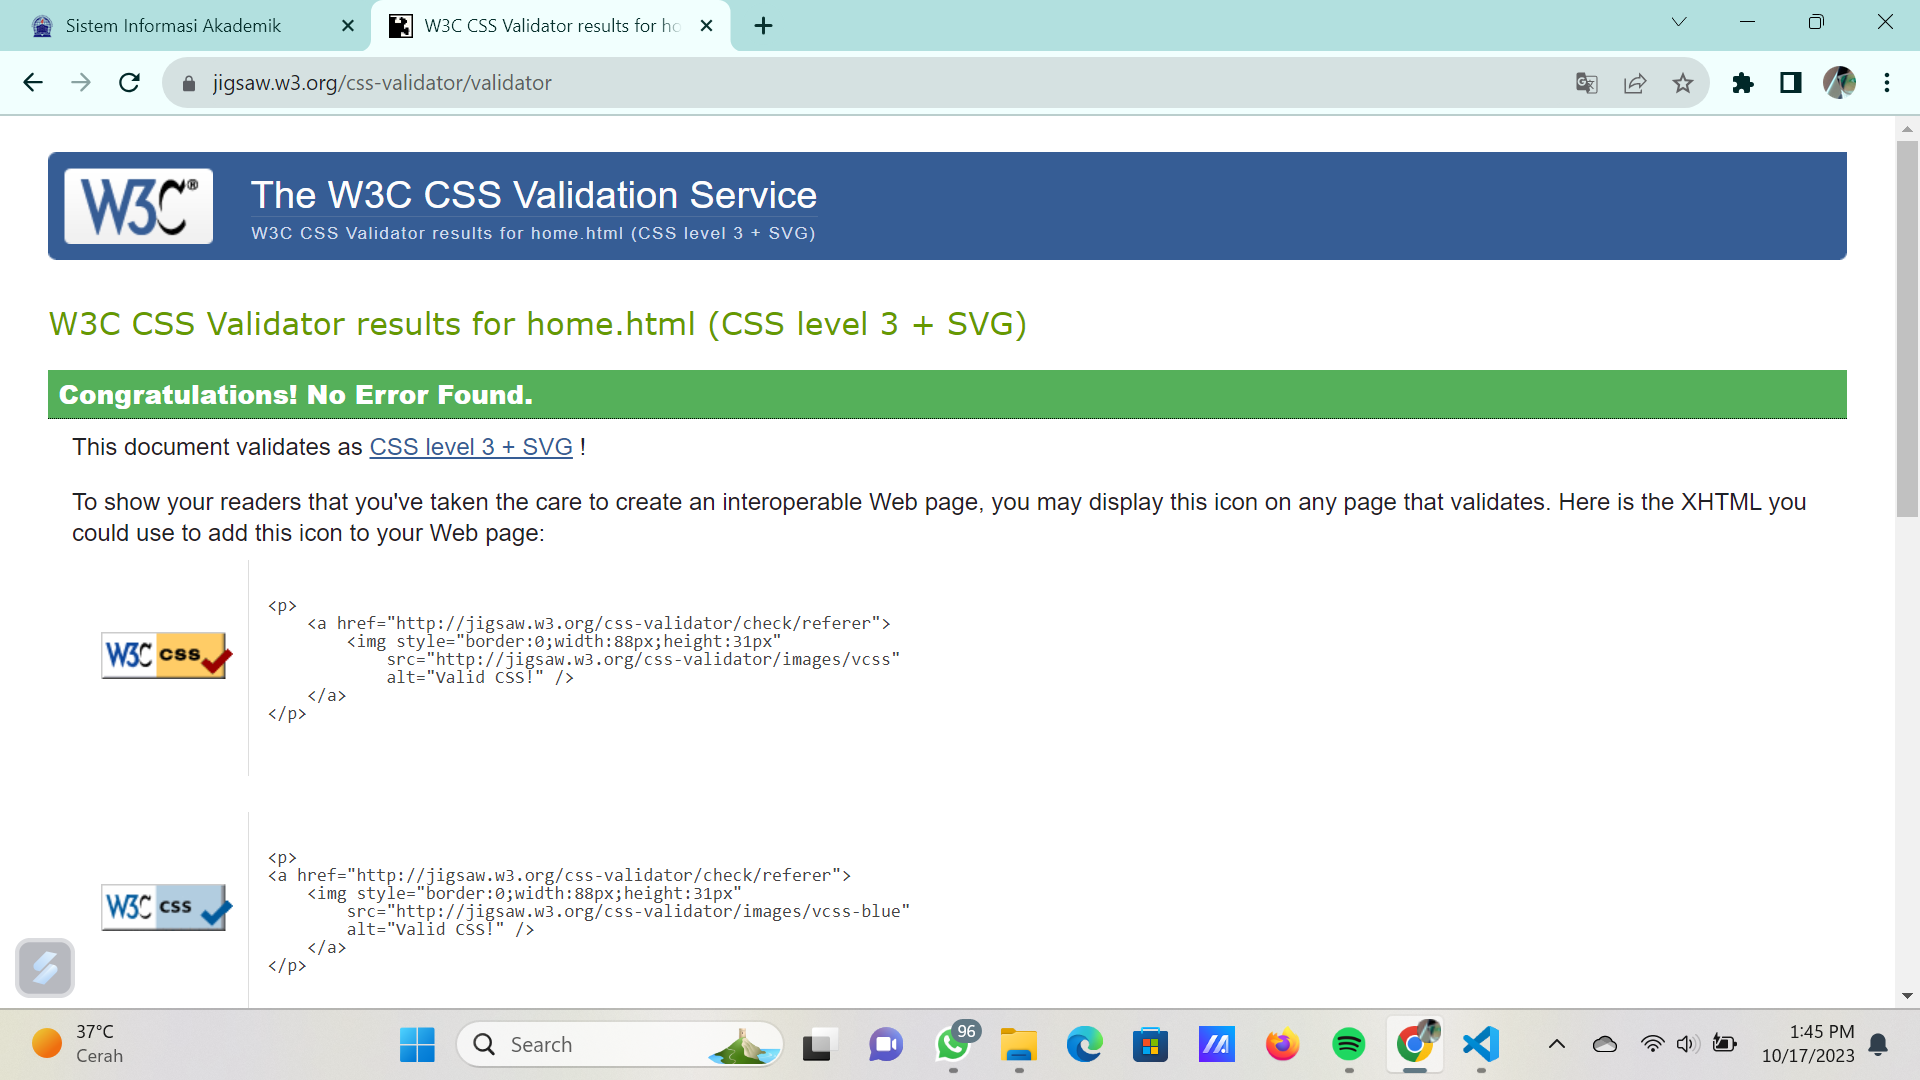 Sistem Informasi Akademik
W3C CSS Validator results for ho
jigsaw.w3.org/css-validator/validator
W3C®
The W3C CSS Validation Service
W3C CSS Validator results for home.html (CSS level 3 + SVG)
W3C CSS Validator results for home.html (CSS level 3 + SVG)
Congratulations! No Error Found.
This document validates as CSS level 3 + SVG !
To show your readers that you've taken the care to create an interoperable Web page, you may display this icon on any page that validates. Here is the XHTML you
could use to add this icon to your Web page:
<p>
<a href="http://jigsaw.w3.org/css-validator/check/referer">
<img style="border:0;width:88px;height:31px"
W3C css
src="http://jigsaw.w3.org/css-validator/images/vcss"
alt="Valid CSS!" />
</a>
</p>
<p>
<a href="http://jigsaw.w3.org/css-validator/check/referer">
<img style="border:0;width:88px;height:31px"
W3C css
src="http://jigsaw.w3.org/css-validator/images/vcss-blue"
alt="Valid CSS!" />
</a>
</p>
37°C
Cerah
Search
96
1:45 PM
10/17/2023